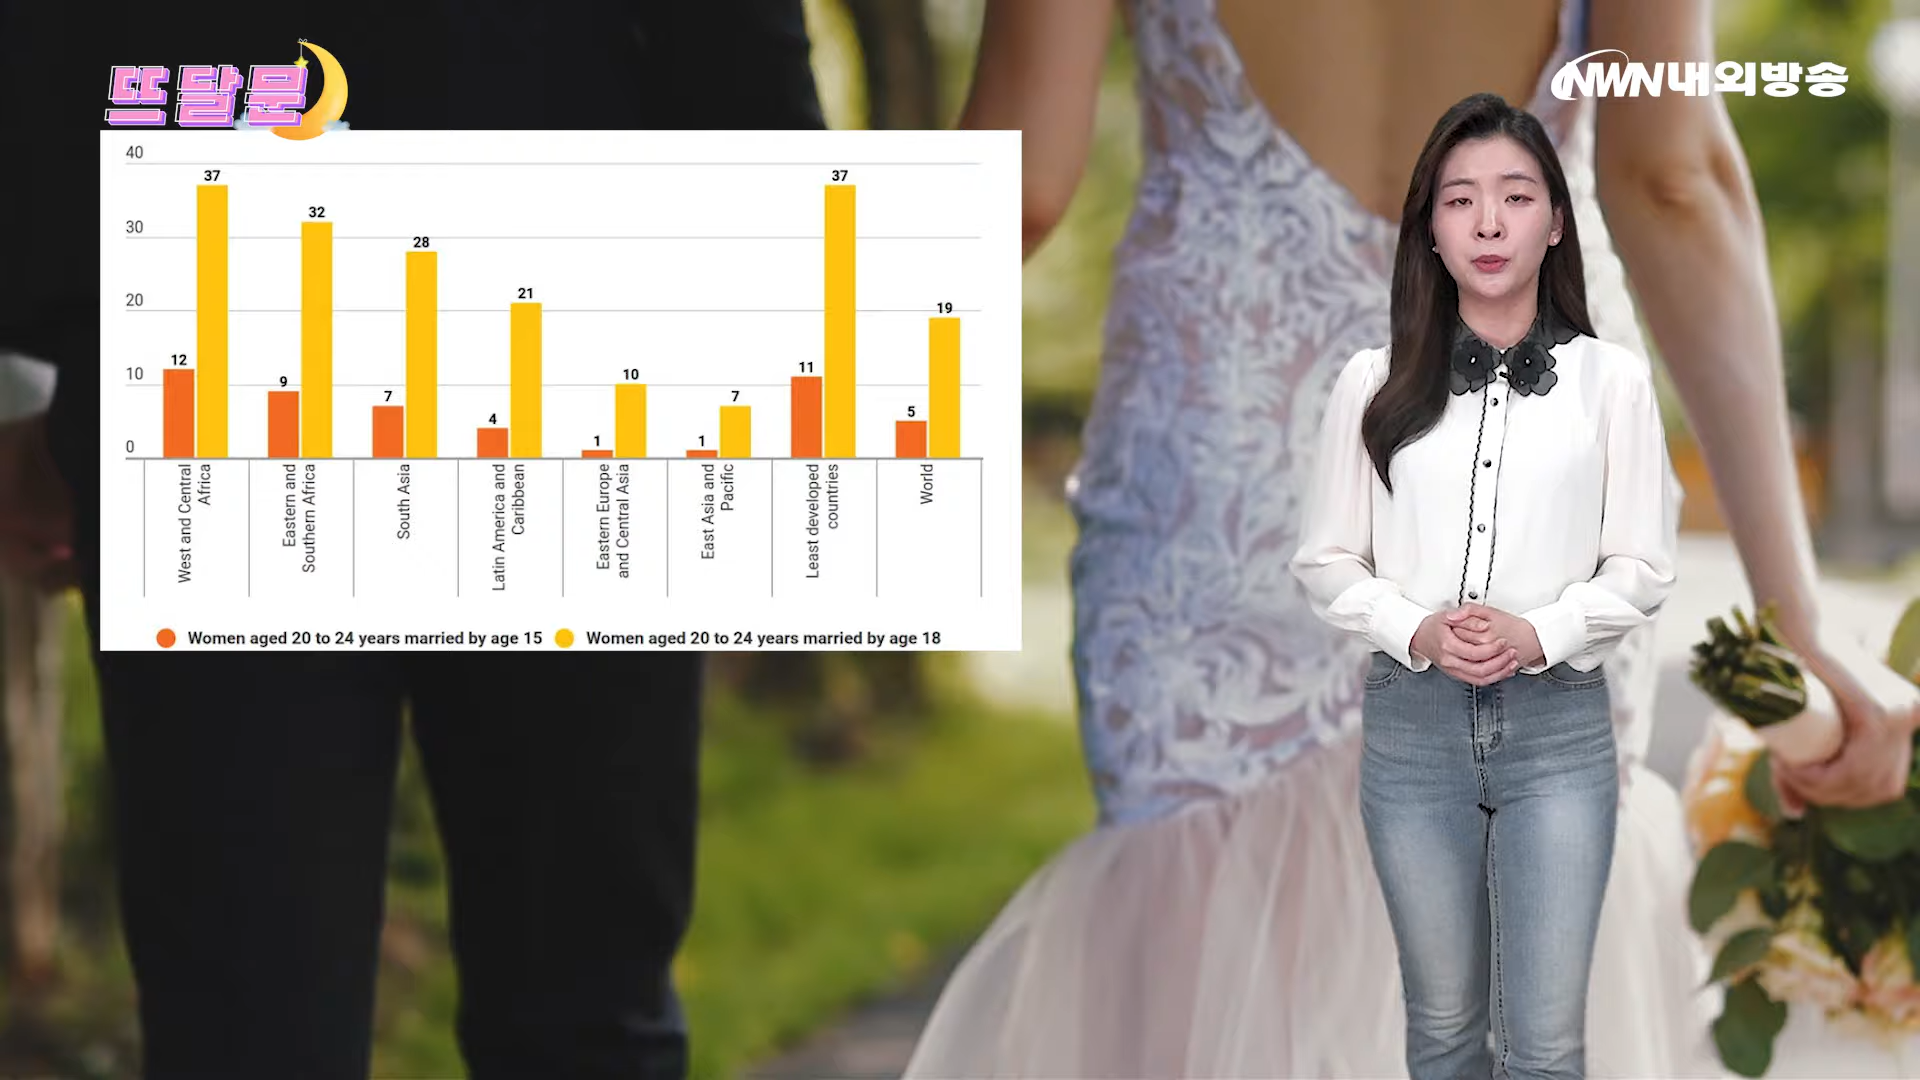 뜨달문
NWN내외방송
40
30
20
10
0
12
37
9
32
7
28
4
21
1
10
1
7
11
37
5
19
West and Central
Africa
Eastern and
Southern Africa
South Asia
Latin America and
Caribbean
Eastern Europe
and Central Asia
East Asia and
Pacific
Least developed
countries
World
Women aged 20 to 24 years married by age 15
Women aged 20 to 24 years married by age 18